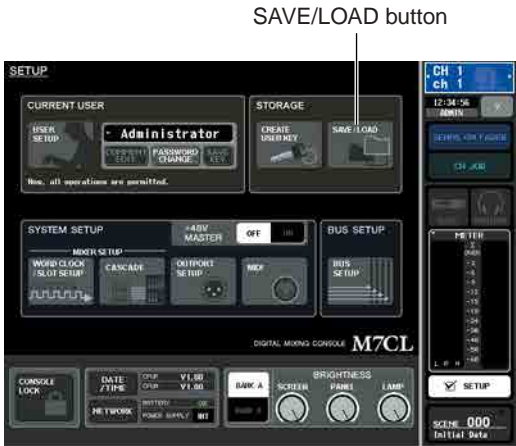 SAVE/LOAD button
SETUP
CH 1
ch 1
12:34:56
ADMIN
CURRENT USER
USER
SETUP
Administrator
COMMENT
EDIT
PASSWORD
CHANGE
SAVE
KEY
Now, all operations are permitted.
STORAGE
CREATE
USER KEY
SAVE/LOAD
SENDS ON FADER
CH JOB
SYSTEM SETUP
+48V
MASTER
OFF
ON
MIXER SETUP
WORD CLOCK
/SLOT SETUP
CASCADE
OUTPORT
SETUP
MIDI
BUS SETUP
BUS
SETUP
METER
OVER
L R M
DIGITAL MIXING CONSOLE M7CL
CONSOLE
LOCK
DATE
/TIME
V1.00
V1.00
NETWORK
BATTERY
POWER SUPPLY INT
BANK A
BANK B
BRIGHTNESS
SCREEN
PANEL
LAMP
SETUP
SCENE 000
Initial Data